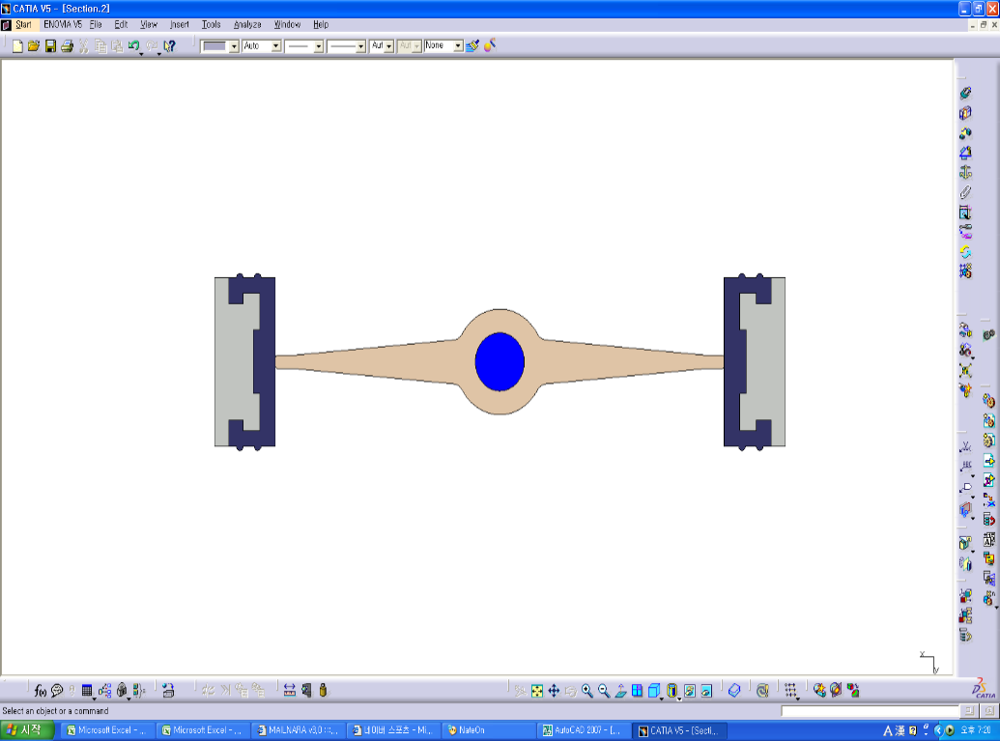 CATIA V5 - [Section.2]
Start ENOVIA V5 File Edit View Insert Tools Analyze Window Help
Auto Aut Aut None
X
y
f(x)
CATIA
Select an object or a command
시작 Microsoft Excel - ... Microsoft Excel - ... MAILNARA v3,0 :::, ... 네이버 스포츠 - Mi... NateOn AutoCAD 2007 - [... CATIA V5 - [Secti... A 漢 오후 7:20